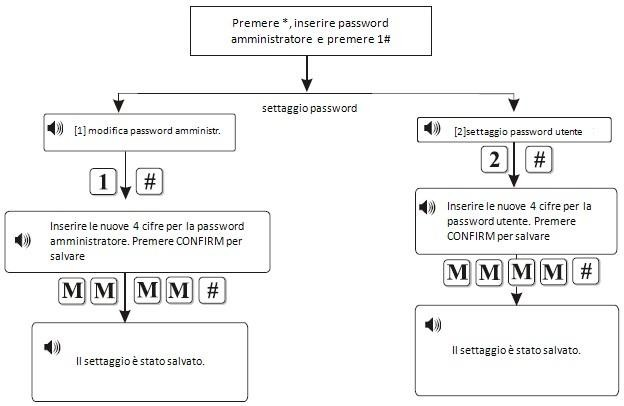 Premere *, inserire password
amministratore e premere 1#
settaggio password
[1] modifica password amministr.
1 #
Inserire le nuove 4 cifre per la password
amministratore. Premere CONFIRM per
salvare
M M M M #
Il settaggio è stato salvato.
[2]settaggio password utente
2 #
Inserire le nuove 4 cifre per la
password utente. Premere
CONFIRM per salvare
M M M M #
Il settaggio è stato salvato.